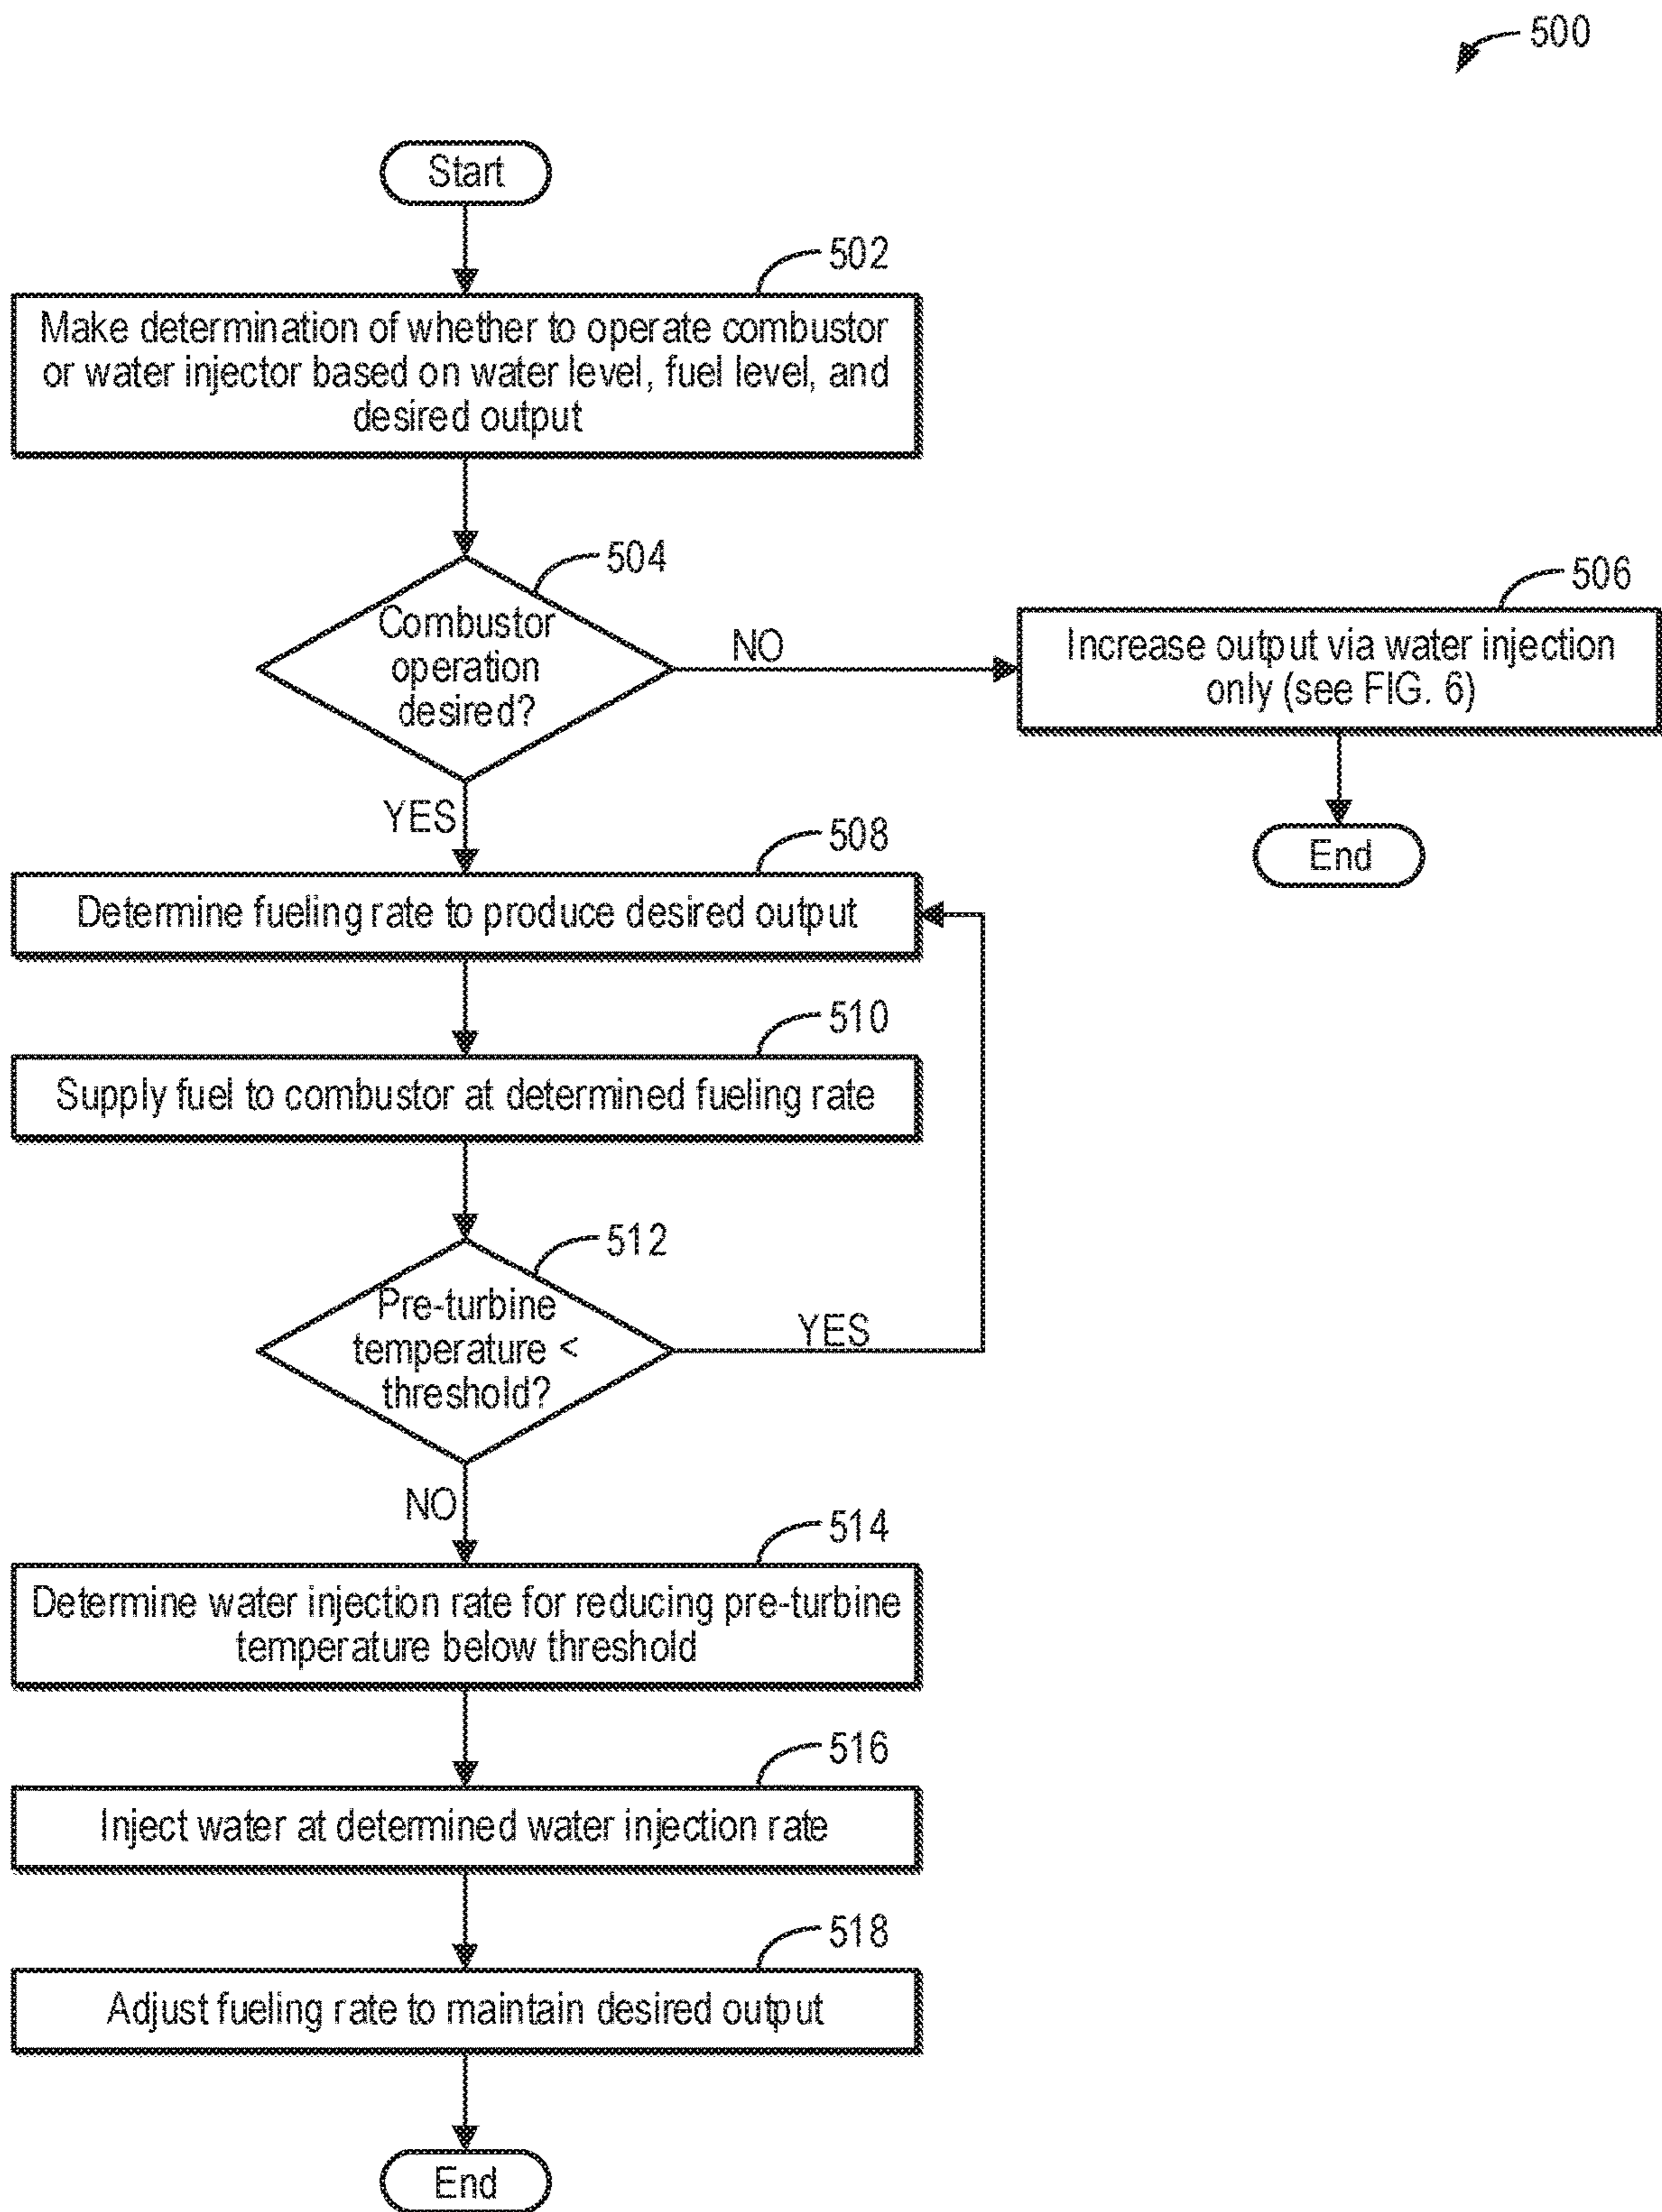 500
Start
502
Make determination of whether to operate combustor
or water injector based on water level, fuel level, and
desired output
504
Combustor
operation
desired?
NO
506
Increase output via water injection
only (see FIG. 6)
End
YES
508
Determine fueling rate to produce desired output
510
Supply fuel to combustor at determined fueling rate
512
Pre-turbine
temperature <
threshold?
YES
NO
514
Determine water injection rate for reducing pre-turbine
temperature below threshold
516
Inject water at determined water injection rate
518
Adjust fueling rate to maintain desired output
End